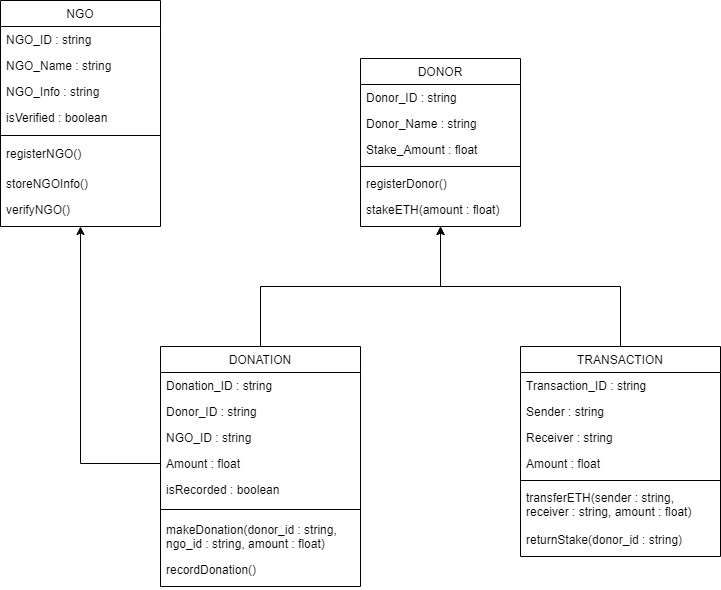 NGO
NGO_ID : string
NGO_Name : string
NGO_Info : string
isVerified : boolean
registerNGO()
storeNGOInfo()
verifyNGO()
DONOR
Donor_ID : string
Donor_Name : string
Stake_Amount : float
registerDonor()
stakeETH(amount : float)
DONATION
Donation_ID : string
Donor_ID : string
NGO_ID : string
Amount : float
isRecorded : boolean
makeDonation(donor_id : string,
ngo_id : string, amount : float)
recordDonation()
TRANSACTION
Transaction_ID : string
Sender : string
Receiver : string
Amount : float
transferETH(sender : string,
receiver : string, amount : float)
returnStake(donor_id : string)